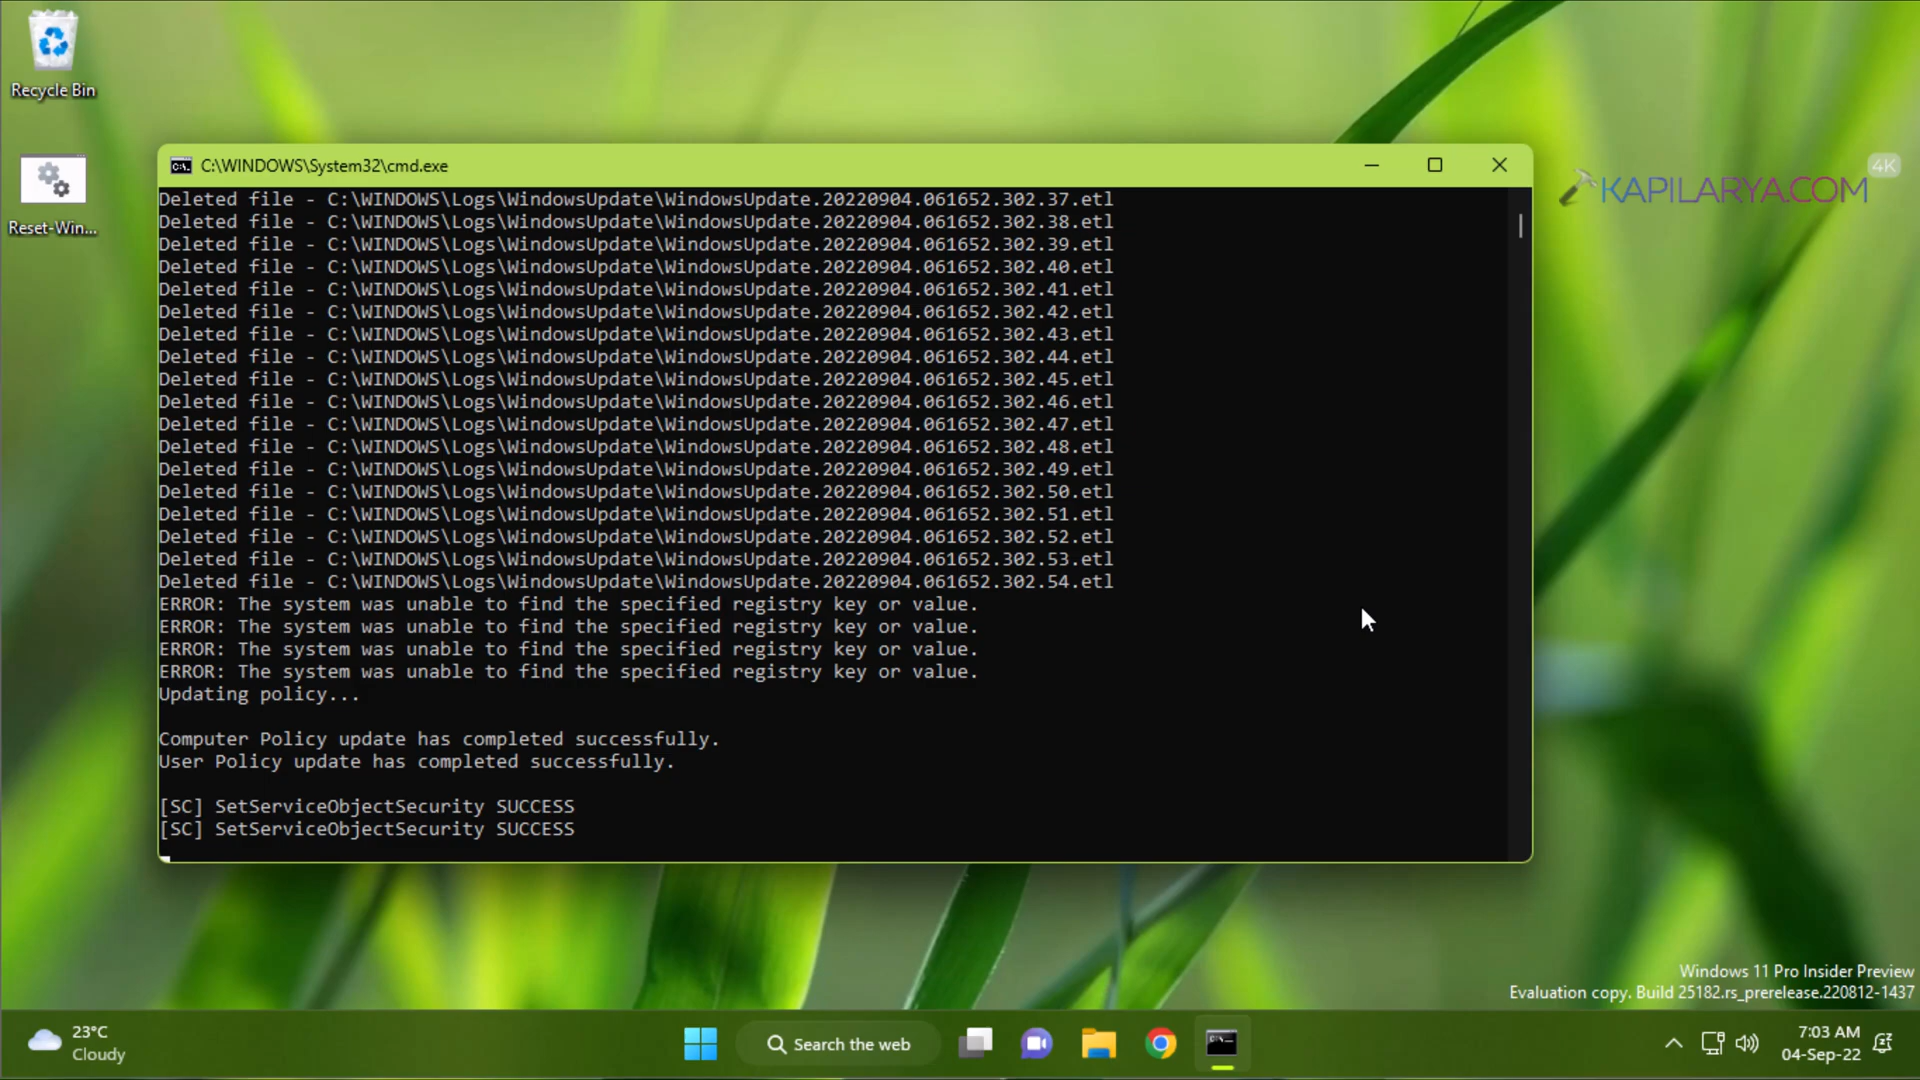 Recycle Bin
Reset-Win...
C:\WINDOWS\System32\cmd.exe
Deleted file - C:\WINDOWS\Logs\WindowsUpdate\WindowsUpdate.20220904.061652.302.37.etl
Deleted file - C:\WINDOWS\Logs\WindowsUpdate\WindowsUpdate.20220904.061652.302.38.etl
Deleted file - C:\WINDOWS\Logs\WindowsUpdate\WindowsUpdate.20220904.061652.302.39.etl
Deleted file - C:\WINDOWS\Logs\WindowsUpdate\WindowsUpdate.20220904.061652.302.40.etl
Deleted file - C:\WINDOWS\Logs\WindowsUpdate\WindowsUpdate.20220904.061652.302.41.etl
Deleted file - C:\WINDOWS\Logs\WindowsUpdate\WindowsUpdate.20220904.061652.302.42.etl
Deleted file - C:\WINDOWS\Logs\WindowsUpdate\WindowsUpdate.20220904.061652.302.43.etl
Deleted file - C:\WINDOWS\Logs\WindowsUpdate\WindowsUpdate.20220904.061652.302.44.etl
Deleted file - C:\WINDOWS\Logs\WindowsUpdate\WindowsUpdate.20220904.061652.302.45.etl
Deleted file - C:\WINDOWS\Logs\WindowsUpdate\WindowsUpdate.20220904.061652.302.46.etl
Deleted file - C:\WINDOWS\Logs\WindowsUpdate\WindowsUpdate.20220904.061652.302.47.etl
Deleted file - C:\WINDOWS\Logs\WindowsUpdate\WindowsUpdate.20220904.061652.302.48.etl
Deleted file - C:\WINDOWS\Logs\WindowsUpdate\WindowsUpdate.20220904.061652.302.49.etl
Deleted file - C:\WINDOWS\Logs\WindowsUpdate\WindowsUpdate.20220904.061652.302.50.etl
Deleted file - C:\WINDOWS\Logs\WindowsUpdate\WindowsUpdate.20220904.061652.302.51.etl
Deleted file - C:\WINDOWS\Logs\WindowsUpdate\WindowsUpdate.20220904.061652.302.52.etl
Deleted file - C:\WINDOWS\Logs\WindowsUpdate\WindowsUpdate.20220904.061652.302.53.etl
Deleted file - C:\WINDOWS\Logs\WindowsUpdate\WindowsUpdate.20220904.061652.302.54.etl
ERROR: The system was unable to find the specified registry key or value.
ERROR: The system was unable to find the specified registry key or value.
ERROR: The system was unable to find the specified registry key or value.
ERROR: The system was unable to find the specified registry key or value.
Updating policy...
Computer Policy update has completed successfully.
User Policy update has completed successfully.
[SC] SetServiceObjectSecurity SUCCESS
[SC] SetServiceObjectSecurity SUCCESS
4K
KAPILARYA.COM
Windows 11 Pro Insider Preview
Evaluation copy. Build 25182.rs_prerelease.220812-1437
23°C
Cloudy
Search the web
7:03 AM
04-Sep-22